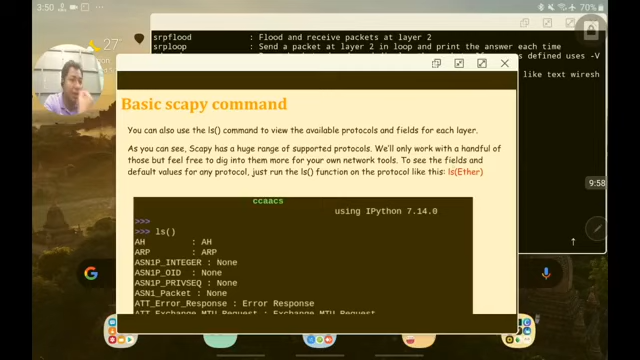 3:50
70%
27°
srpflood : Flood and receive packets at layer 2
srploop : Send a packet at layer 2 in loop and print the answer each time
s defined uses -V
like text wiresh
Basic scapy command
You can also use the ls() command to view the available protocols and fields for each layer.
As you can see, Scapy has a huge range of supported protocols. We'll only work with a handful of
those but feel free to dig into them more for your own network tools. To see the fields and
default values for any protocol, just run the ls() function on the protocol like this: ls(Ether)
9:58
ccaacs
using IPython 7.14.0
>>>
>>> ls()
AH : AH
ARP : ARP
ASN1P_INTEGER : None
ASN1P_OID : None
ASN1P_PRIVSEQ : None
ASN1_Packet : None
ATT_Error_Response : Error Response
ATT_Exchange_MTU_Request : Exchange MTU Request